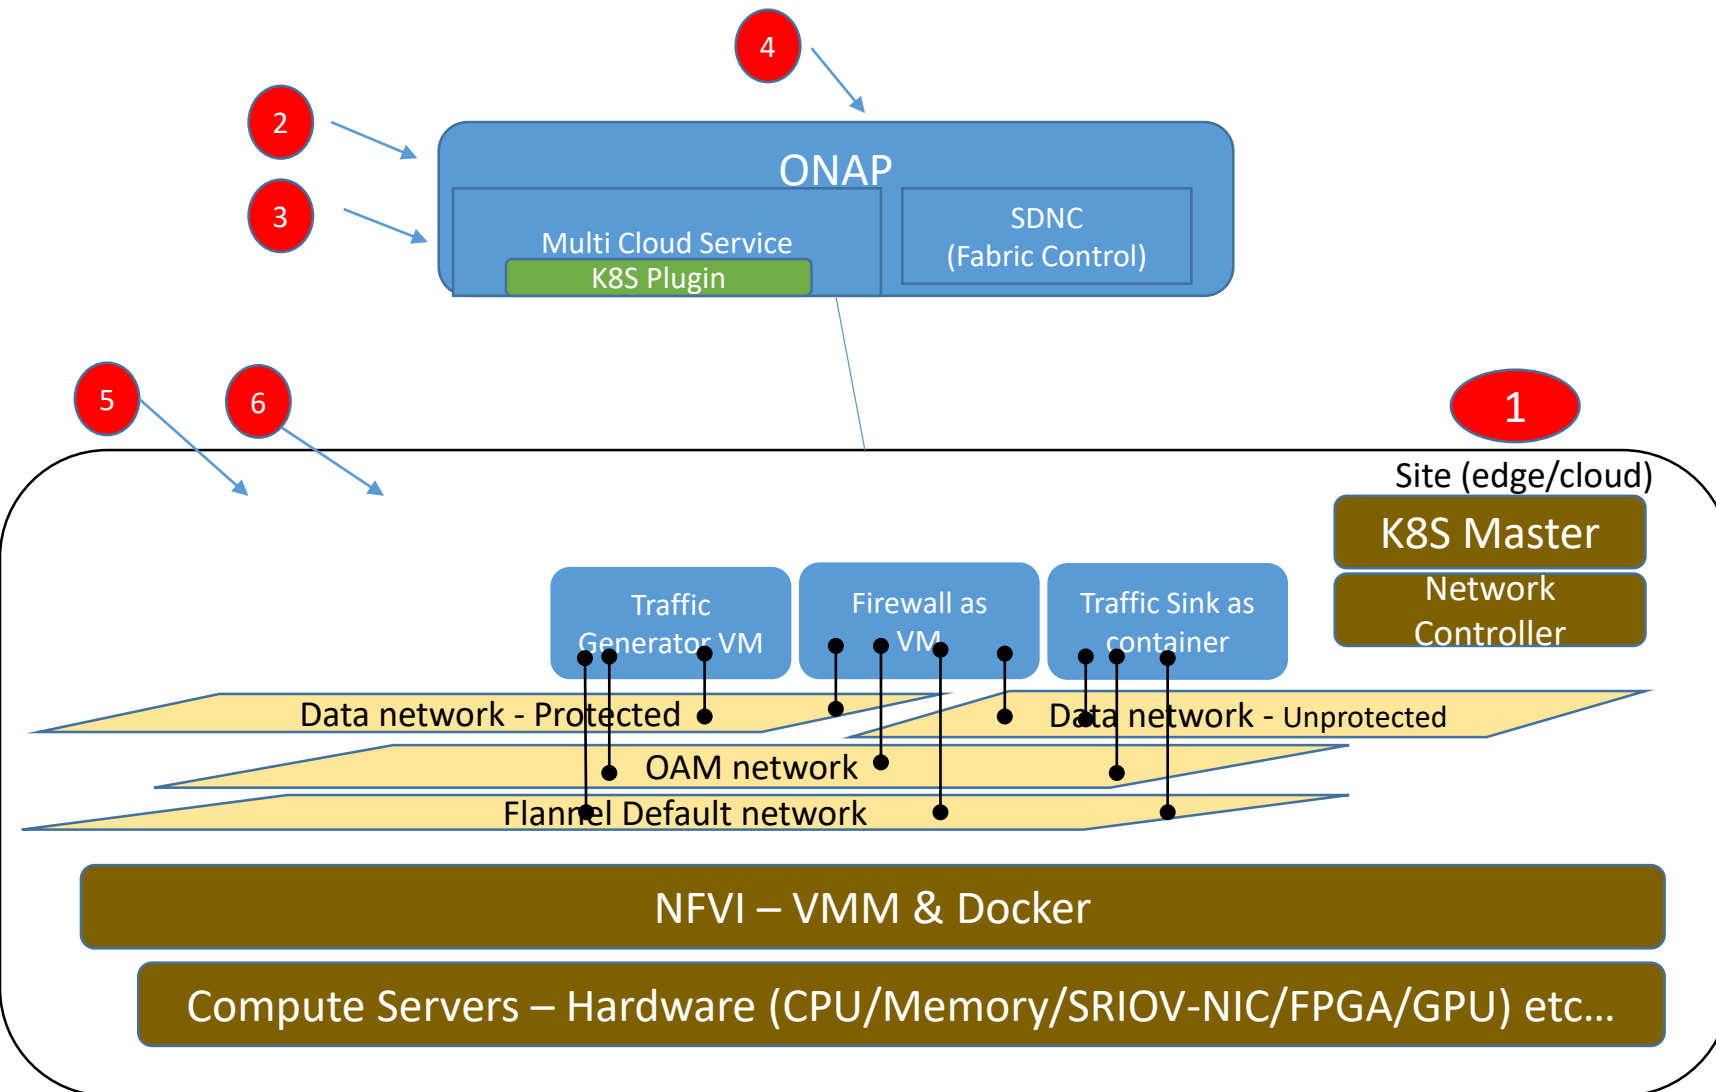 4
2
ONAP
3
SDNC
(Fabric Control)
Multi Cloud Service
K8S Plugin
5
6
1
Site (edge/cloud)
K8S Master
Network
Controller
Traffic
Generator VM
Firewall as
VM
Traffic Sink as
container
Data network - Protected
Data network - Unprotected
OAM network
Flannel Default network
NFVI – VMM & Docker
Compute Servers – Hardware (CPU/Memory/SRIOV-NIC/FPGA/GPU) etc...